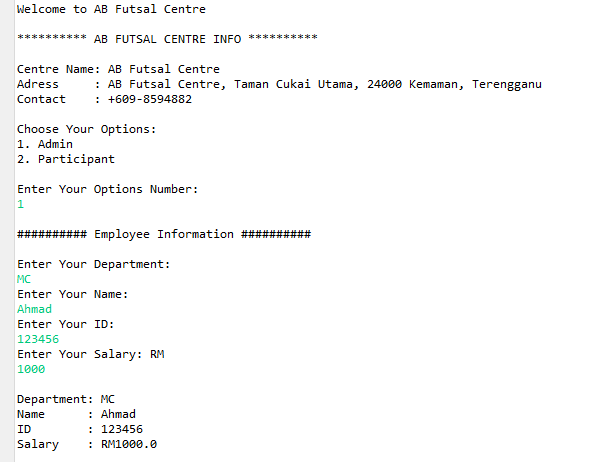 Welcome to AB Futsal Centre
********** AB FUTSAL CENTRE INFO **********
Centre Name: AB Futsal Centre
Adress     : AB Futsal Centre, Taman Cukai Utama, 24000 Kemaman, Terengganu
Contact    : +609-8594882
Choose Your Options:
1. Admin
2. Participant
Enter Your Options Number:
1
########## Employee Information ##########
Enter Your Department:
MC
Enter Your Name:
Ahmad
Enter Your ID:
123456
Enter Your Salary: RM
1000
Department: MC
Name      : Ahmad
ID        : 123456
Salary    : RM1000.0